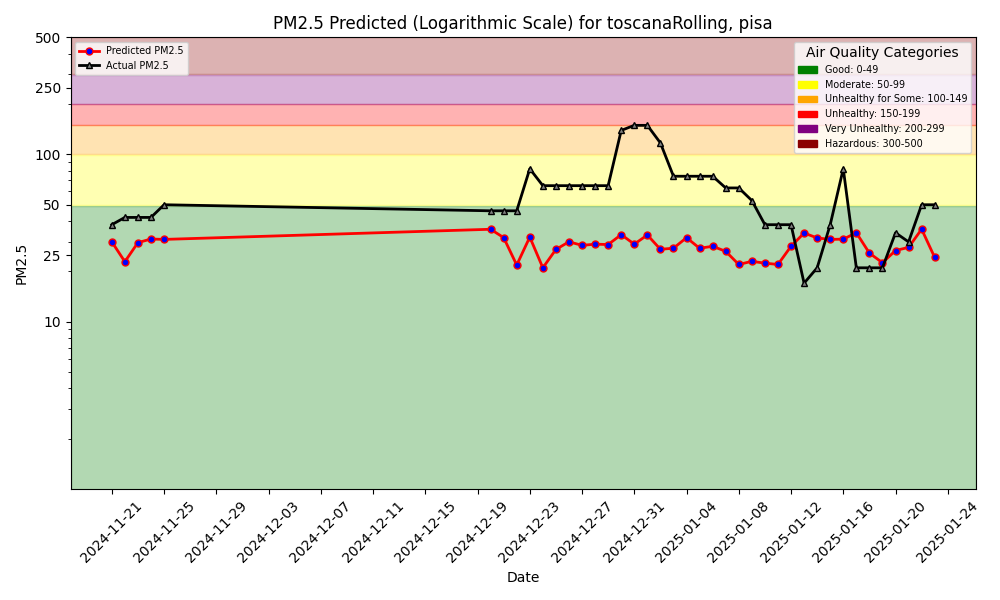 PM2.5 Predicted (Logarithmic Scale) for toscanaRolling, pisa
500
250
100
50
25
10
PM2.5
Predicted PM2.5
Actual PM2.5
Air Quality Categories
Good: 0-49
Moderate: 50-99
Unhealthy for Some: 100-149
Unhealthy: 150-199
Very Unhealthy: 200-299
Hazardous: 300-500
2024-11-21
2024-11-25
2024-11-29
2024-12-03
2024-12-07
2024-12-11
2024-12-15
2024-12-19
2024-12-23
2024-12-27
2024-12-31
2025-01-04
2025-01-08
2025-01-12
2025-01-16
2025-01-20
2025-01-24
Date